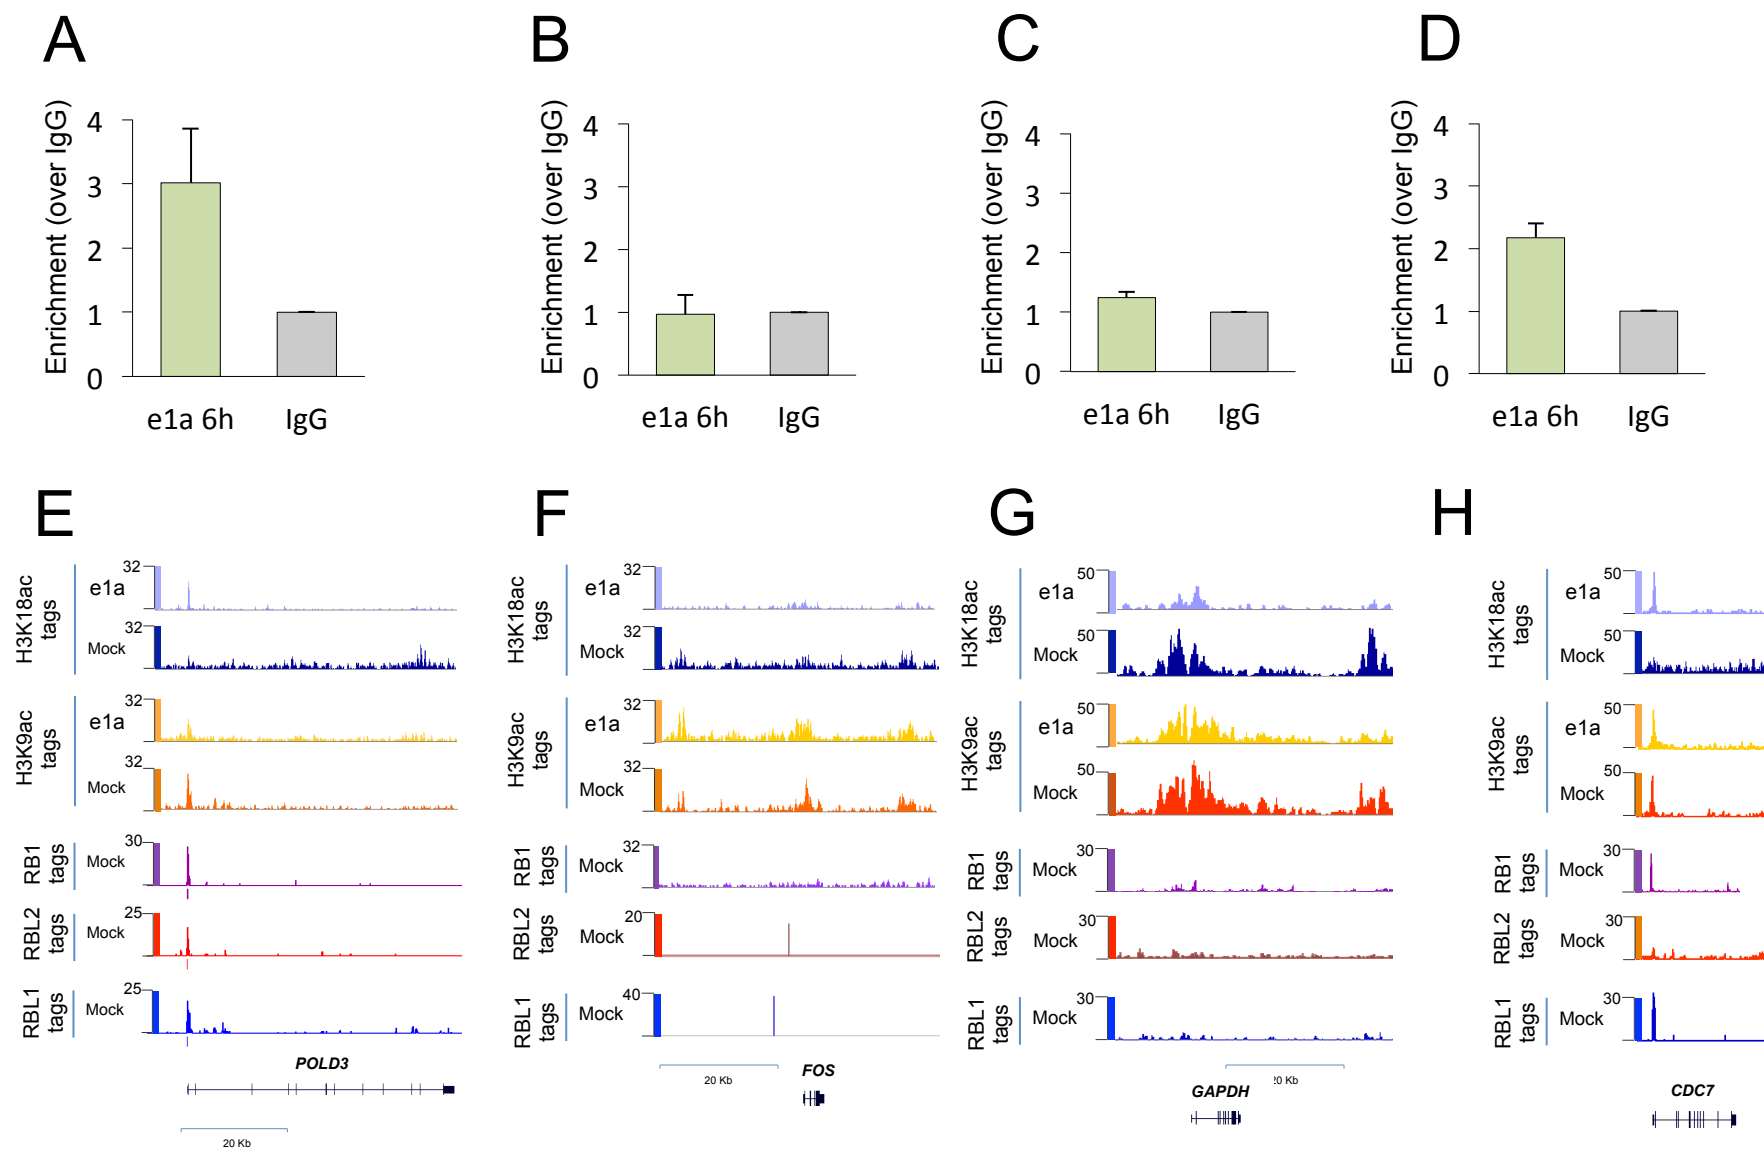 A
B
C
D
Enrichment (over IgG)
4
3
2
1
0
e1a 6h
IgG
Enrichment (over IgG)
4
3
2
1
0
e1a 6h
IgG
Enrichment (over IgG)
4
3
2
1
0
e1a 6h
IgG
Enrichment (over IgG)
4
3
2
1
0
e1a 6h
IgG
E
H3K18ac
tags
e1a
32
Mock
32
H3K9ac
tags
e1a
32
Mock
32
RB1
tags
Mock
30
RBL2
tags
Mock
25
RBL1
tags
Mock
25
POLD3
20 Kb
F
H3K18ac
tags
e1a
32
Mock
32
H3K9ac
tags
e1a
32
Mock
32
RB1
tags
Mock
32
RBL2
tags
Mock
20
RBL1
tags
Mock
40
20 Kb
FOS
G
H3K18ac
tags
e1a
50
Mock
50
H3K9ac
tags
e1a
50
Mock
50
RB1
tags
Mock
30
RBL2
tags
Mock
30
RBL1
tags
Mock
30
20 Kb
GAPDH
H
H3K18ac
tags
e1a
50
Mock
50
H3K9ac
tags
e1a
50
Mock
50
RB1
tags
Mock
30
RBL2
tags
Mock
30
RBL1
tags
Mock
30
CDC7